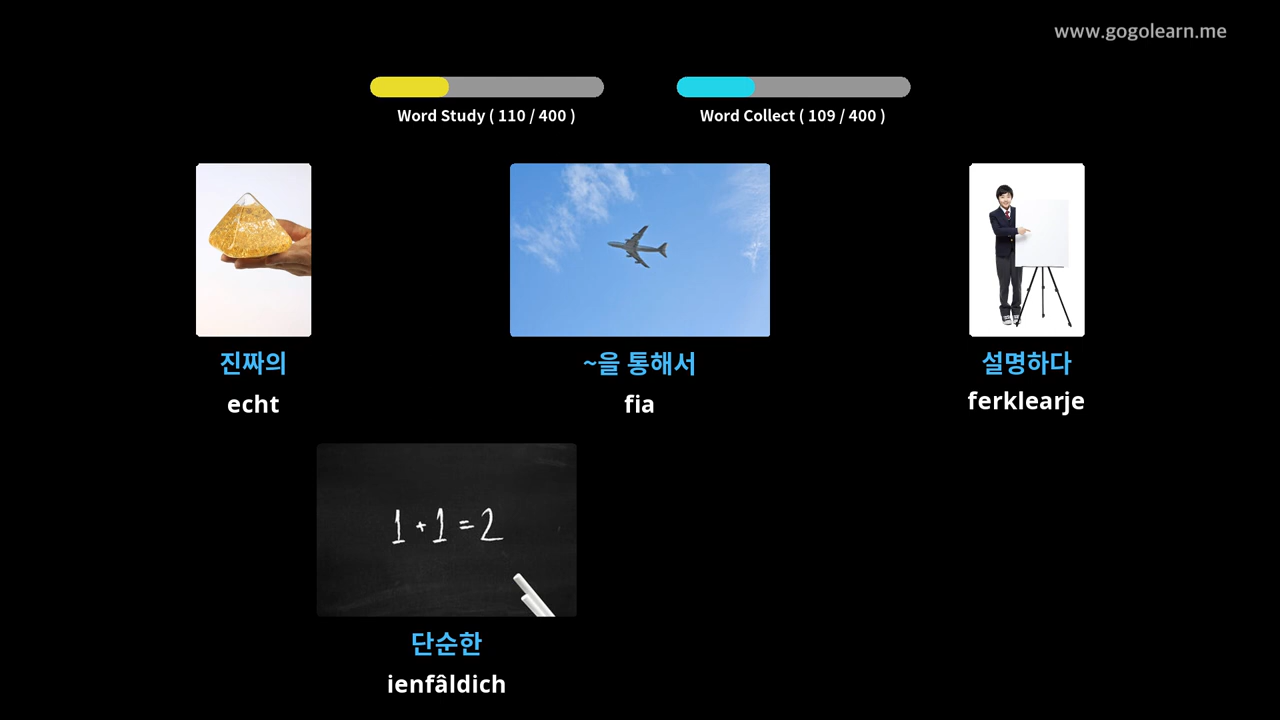 www.gogolearn.me
Word Study ( 110 / 400 )
Word Collect ( 109 / 400 )
진짜의
echt
~을 통해서
fia
설명하다
ferklearje
1 + 1 = 2
단순한
ienfâldich